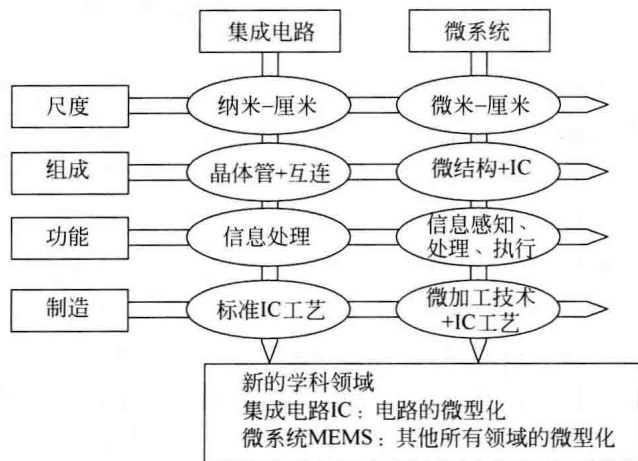 集成电路
微系统
尺度
纳米–厘米
微米–厘米
组成
晶体管+互连
微结构+IC
功能
信息处理
信息感知、
处理、执行
制造
标准IC工艺
微加工技术
+IC工艺
新的学科领域
集成电路IC：电路的微型化
微系统MEMS：其他所有领域的微型化